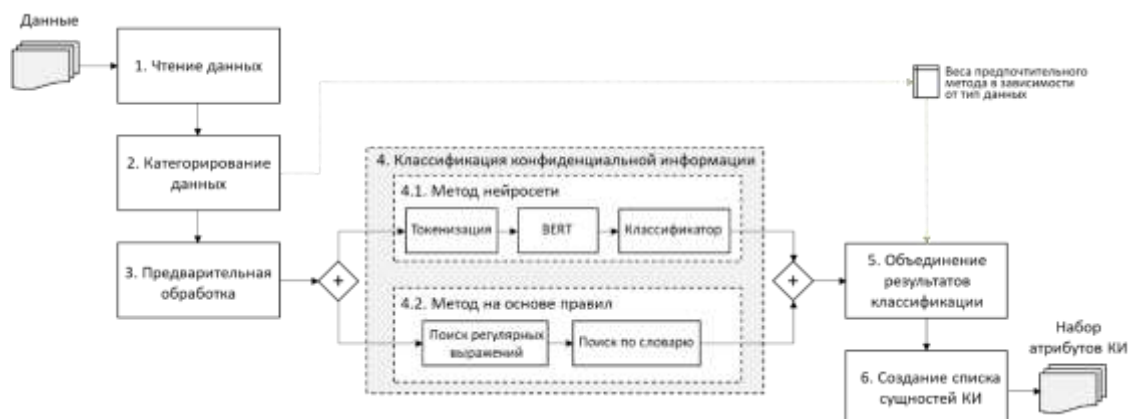 Данные
1. Чтение данных
Веса предпочтительного
метода в зависимости
от тип данных
2. Категорирование
данных
4. Классификация конфиденциальной информации
4.1. Метод нейросети
Токенизация
BERT
Классификатор
3. Предварительная
обработка
+
+
5. Объединение
результатов
классификации
4.2. Метод на основе правил
Поиск регулярных
выражений
Поиск по словарю
Набор
атрибутов КИ
6. Создание списка
сущностей КИ